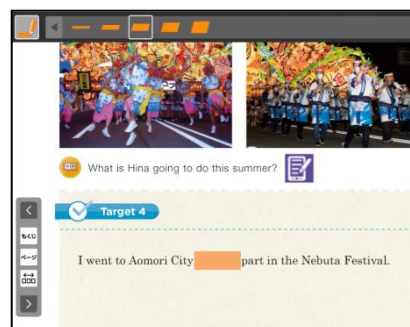 What is Hina going to do this summer?
もくじ
Target 4
ページ
I went to Aomori City part in the Nebuta Festival.